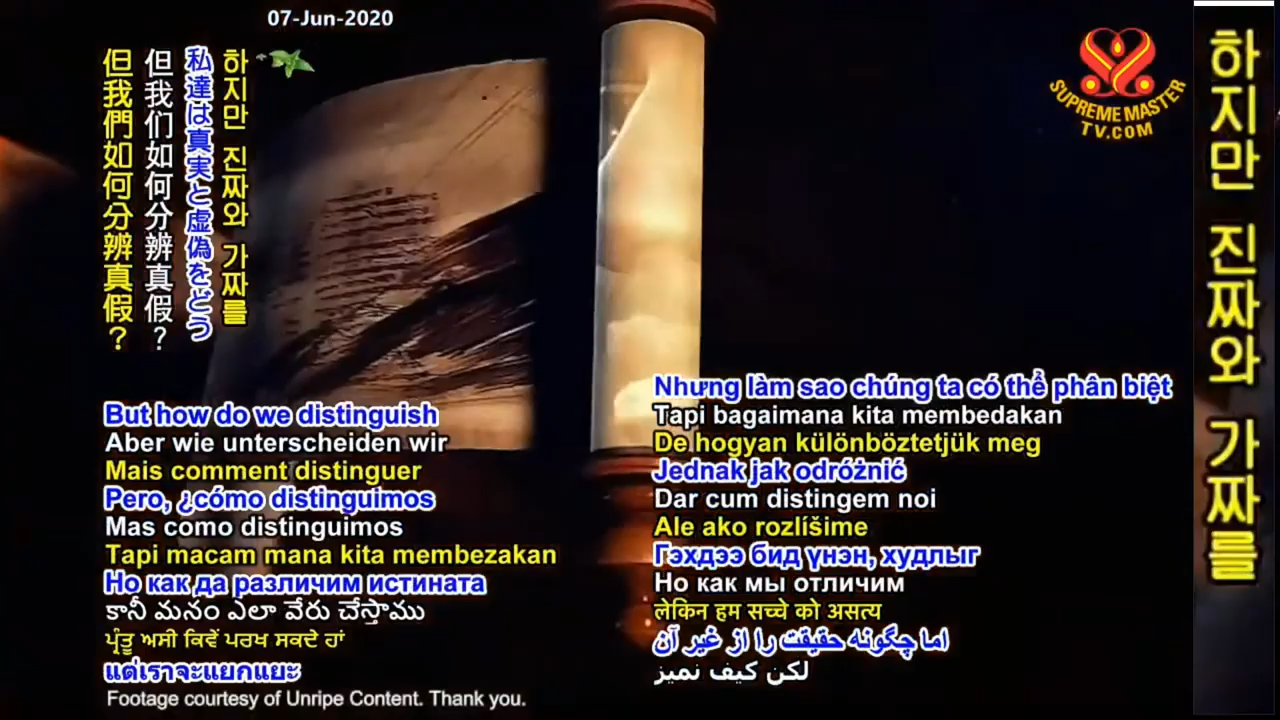 07-Jun-2020
하지만 진짜와 가짜를
私達は真実と虚偽をどう
但我们如何分辨真假？
但我們如何分辨真假？
SUPREME MASTER
TV.COM
하지만 진짜와 가짜를
But how do we distinguish
Aber wie unterscheiden wir
Mais comment distinguer
Pero, ¿cómo distinguimos
Mas como distinguimos
Tapi macam mana kita membezakan
Но как да различим истината
కానీ మనం ఎలా వేరు చేస్తాము
ਪ੍ਰੰਤੂ ਅਸੀ ਕਿਵੇਂ ਪਰਖ ਸਕਦੇ ਹਾਂ
แต่เราจะแยกแยะ
Footage courtesy of Unripe Content. Thank you.
Nhưng làm sao chúng ta có thể phân biệt
Tapi bagaimana kita membedakan
De hogyan különböztetjük meg
Jednak jak odróżnić
Dar cum distingem noi
Ale ako rozlíšime
Гэхдээ бид үнэн, худлыг
Но как мы отличим
लेकिन हम सच्चे को असत्य
اما چگونه حقیقت را از غیر آن
لكن كيف نميز